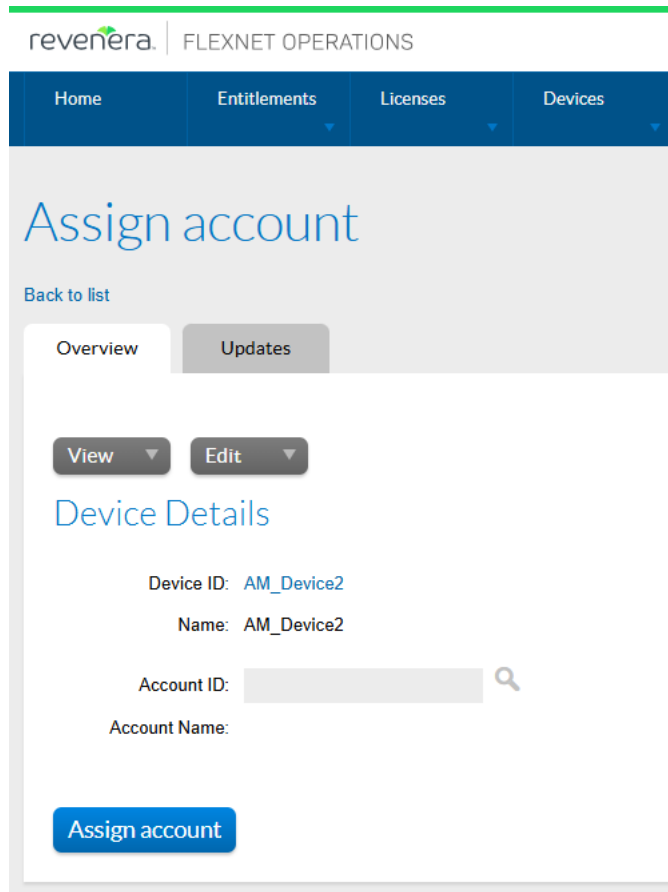 revenera. FLEXNET OPERATIONS
Home Entitlements Licenses Devices
Assign account
Back to list
Overview Updates
View Edit
Device Details
Device ID: AM_Device2
Name: AM_Device2
Account ID:
Account Name:
Assign account